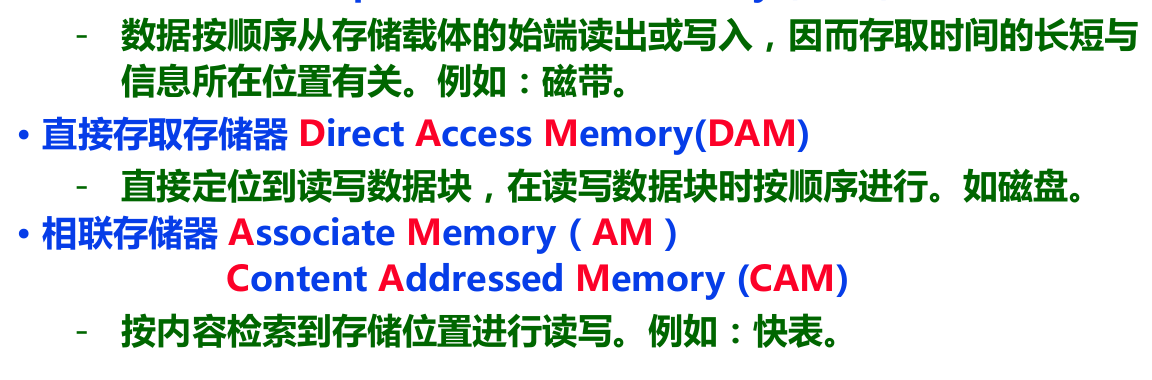 - 数据按顺序从存储载体的始端读出或写入，因而存取时间的长短与
信息所在位置有关。例如：磁带。
• 直接存取存储器 Direct Access Memory(DAM)
- 直接定位到读写数据块，在读写数据块时按顺序进行。如磁盘。
• 相联存储器 Associate Memory（AM）
Content Addressed Memory (CAM)
- 按内容检索到存储位置进行读写。例如：快表。